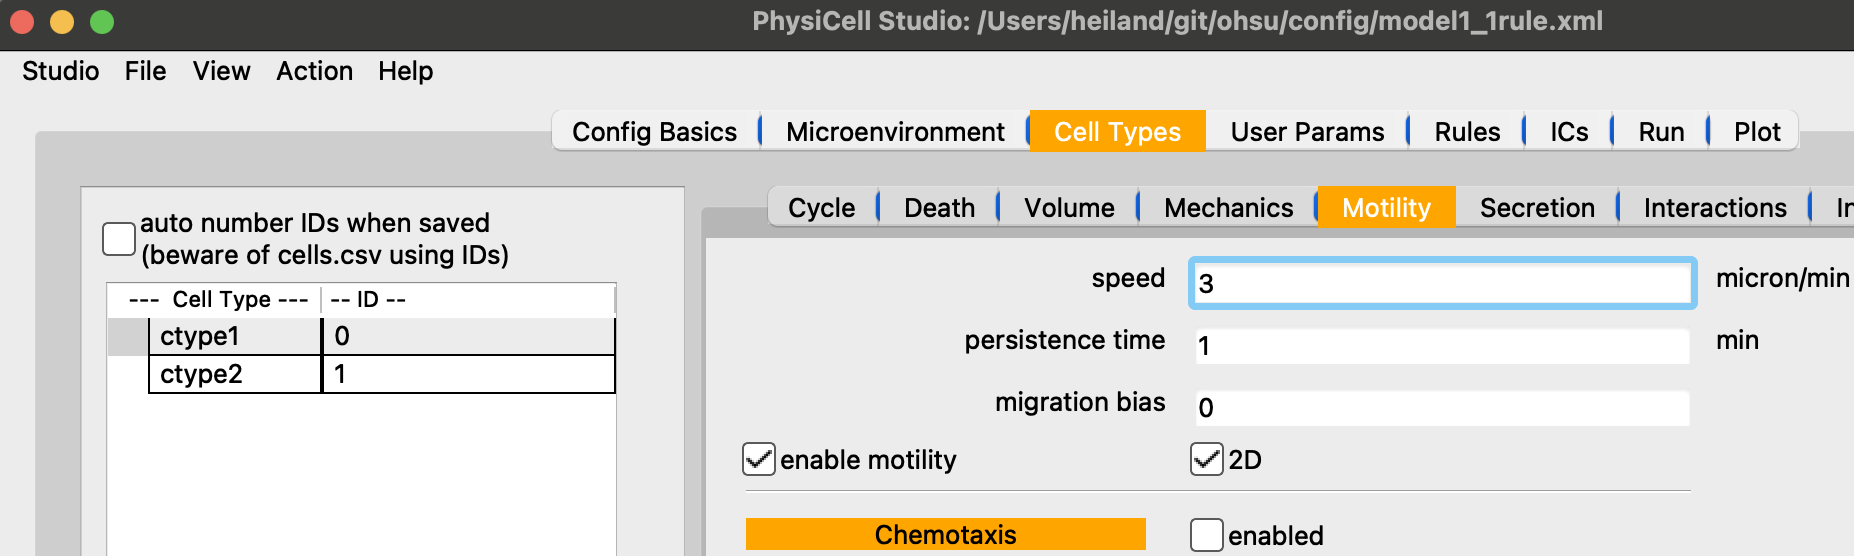 PhysiCell Studio: /Users/heiland/git/ohsu/config/model1_1rule.xml
Studio File View Action Help
Config Basics Microenvironment Cell Types User Params Rules ICs Run Plot
Cycle Death Volume Mechanics Motility Secretion Interactions In
auto number IDs when saved
(beware of cells.csv using IDs)
--- Cell Type --- -- ID --
ctype1 0
ctype2 1
speed 3 micron/min
persistence time 1 min
migration bias 0
enable motility 2D
Chemotaxis enabled